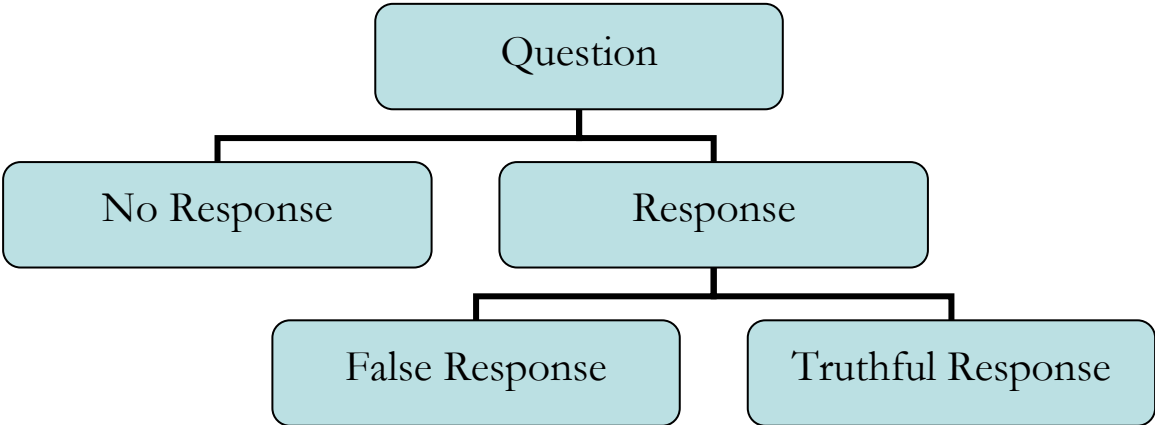 Question
No Response
Response
False Response
Truthful Response